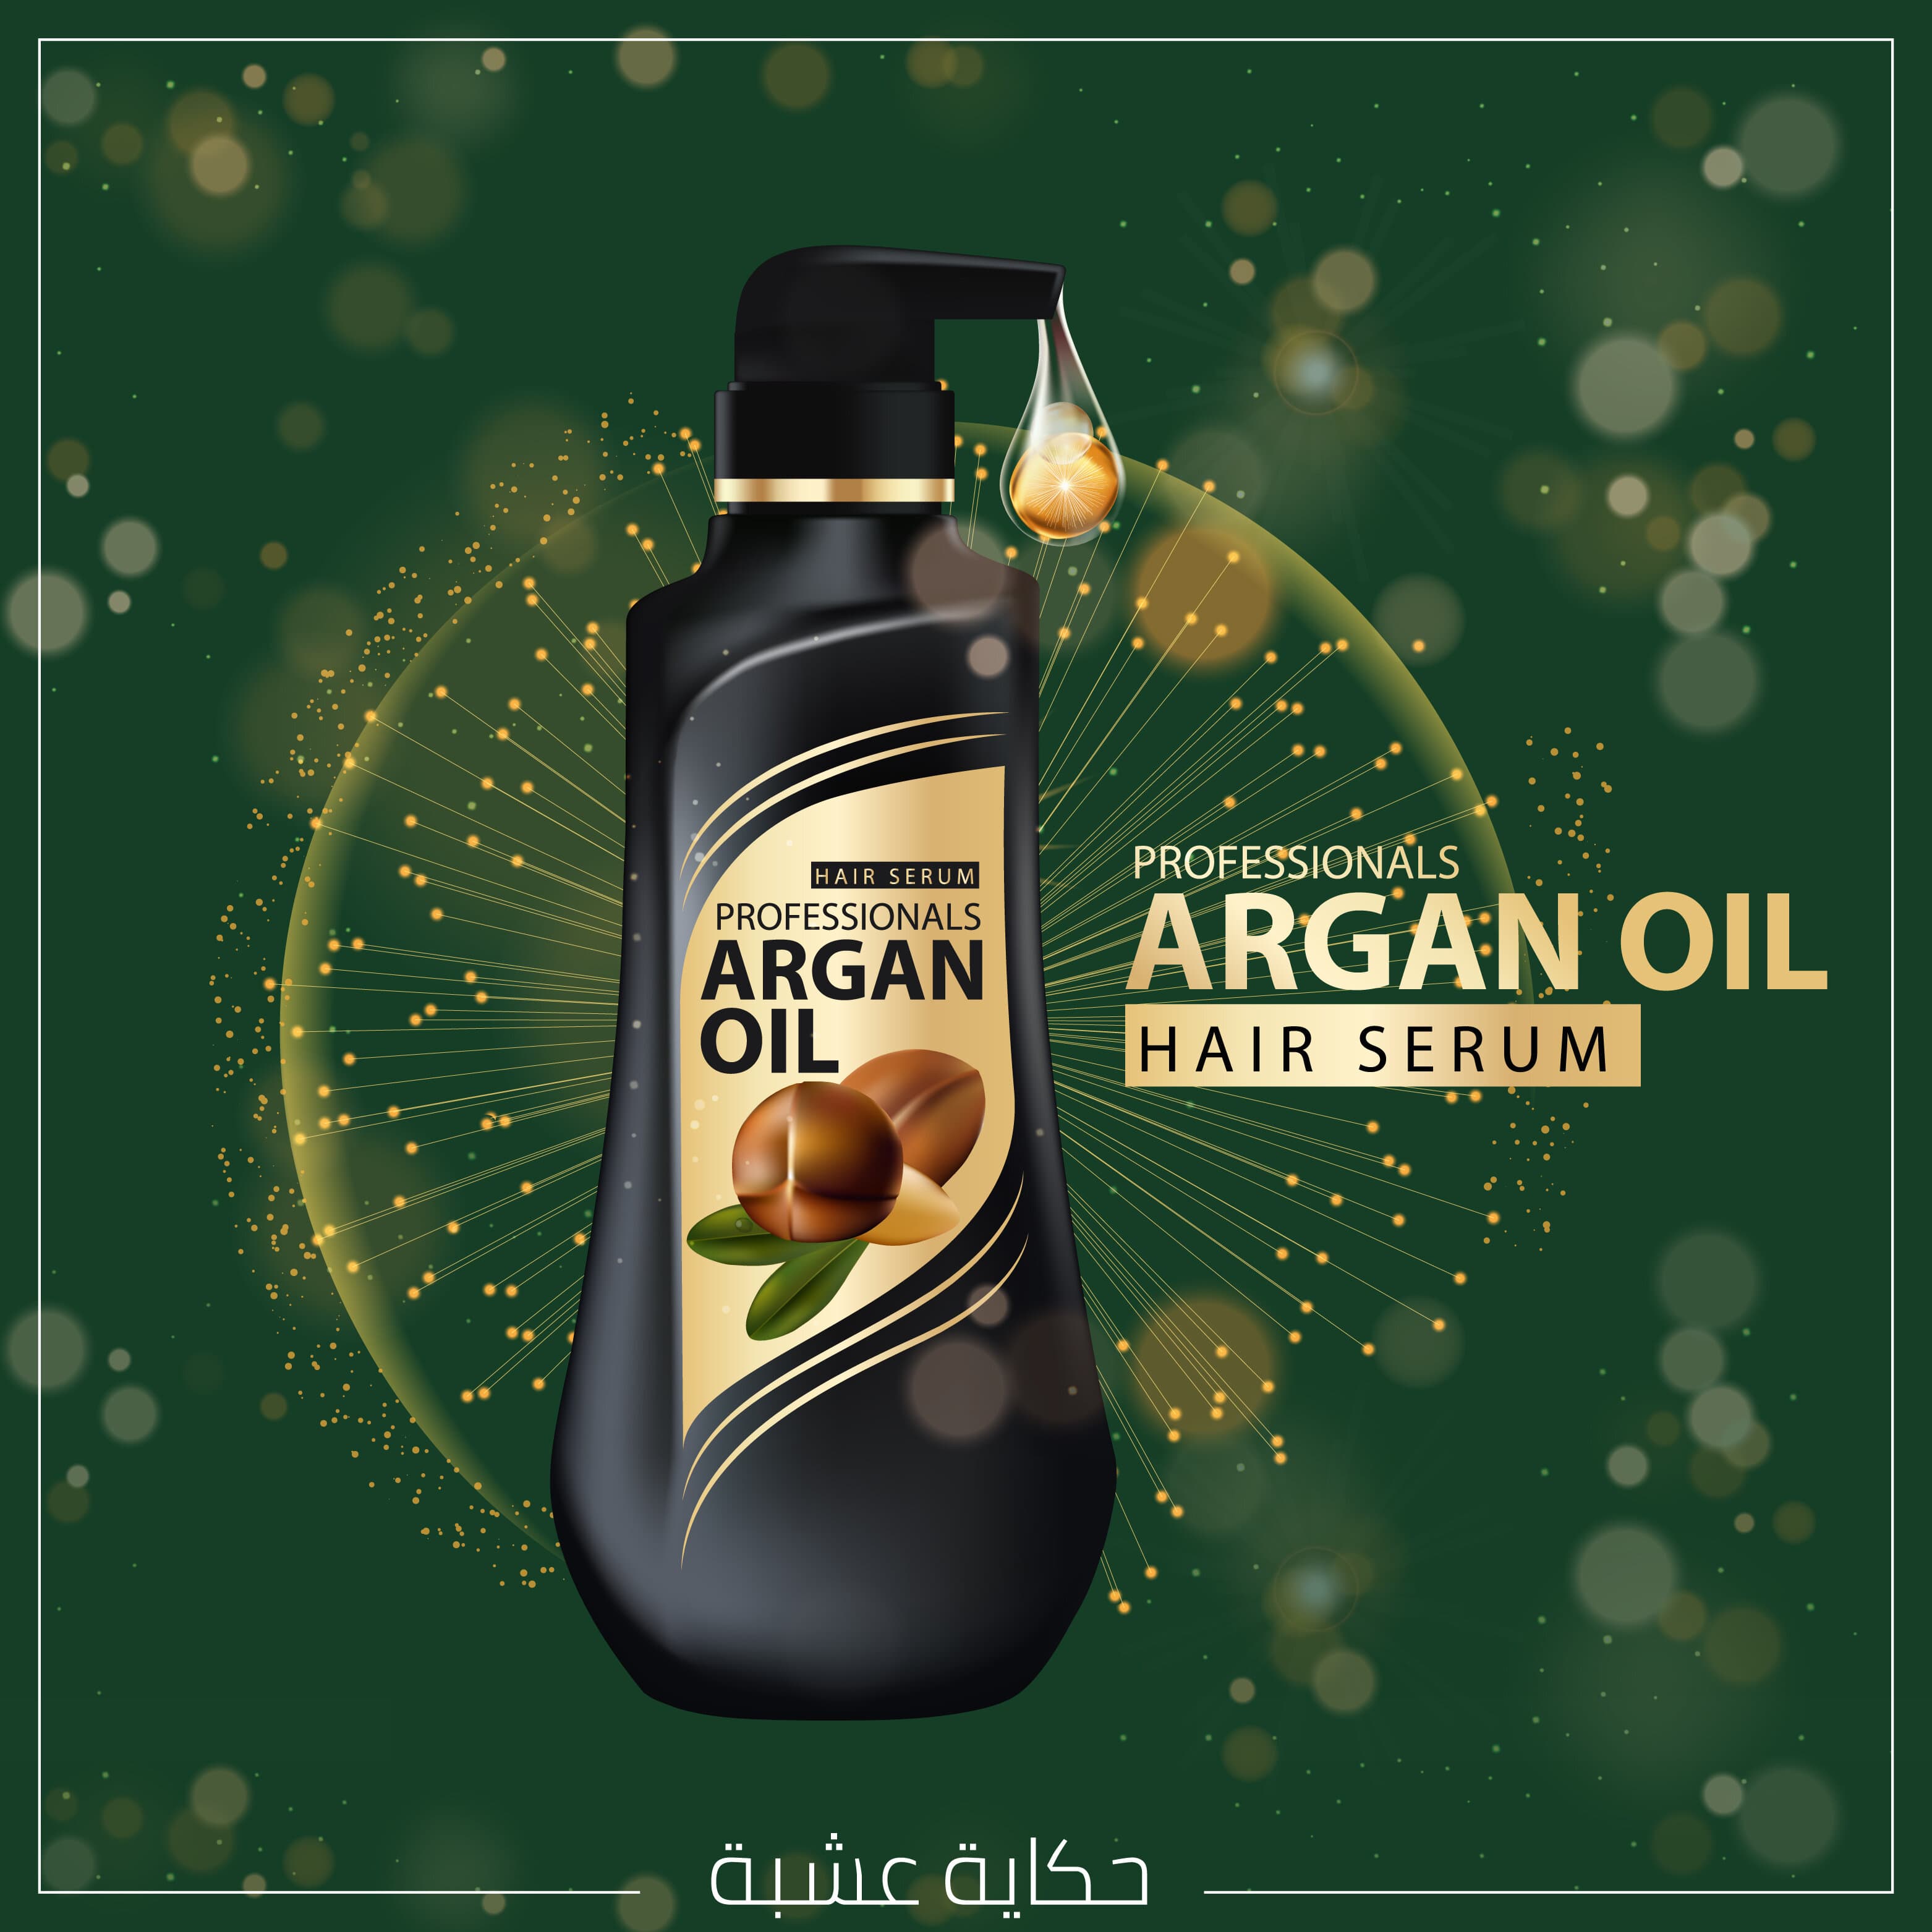 HAIR SERUM
PROFESSIONALS
ARGAN
OIL
PROFESSIONALS
ARGAN OIL
HAIR SERUM
حكاية عشبة